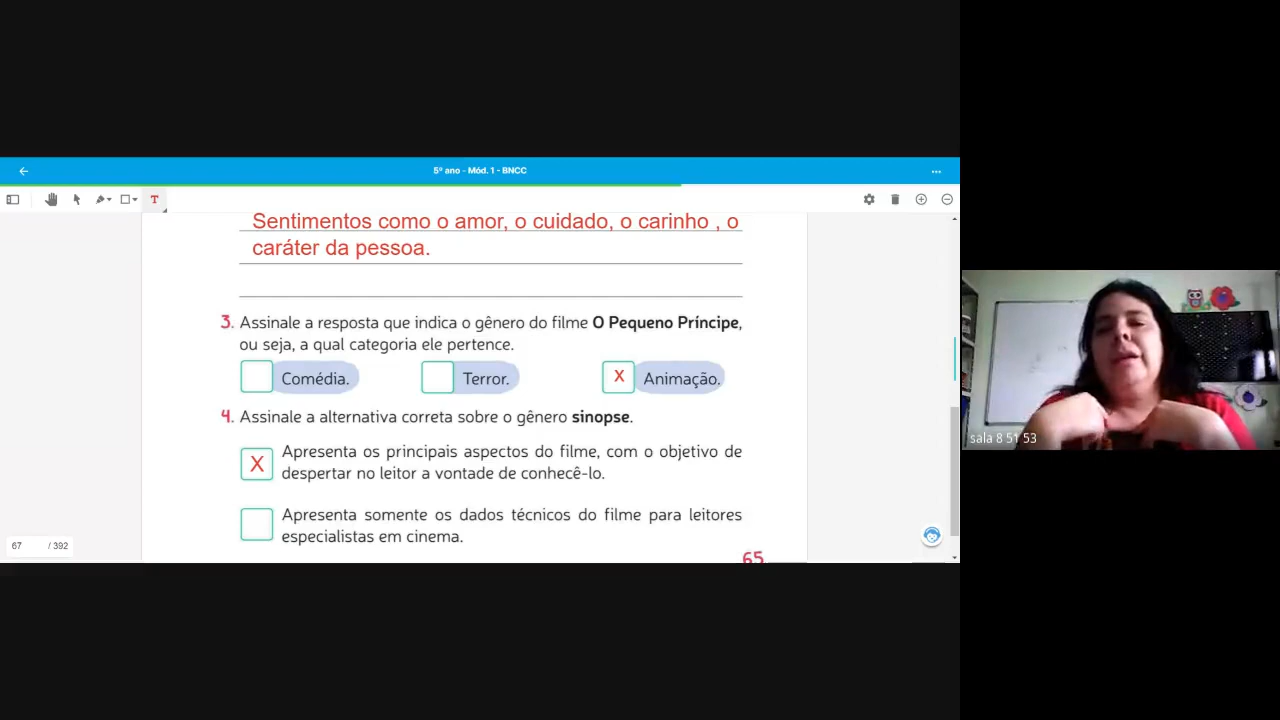 5º ano - Mód. 1 - BNCC
T
Sentimentos como o amor, o cuidado, o carinho , o
caráter da pessoa.
3. Assinale a resposta que indica o gênero do filme O Pequeno Príncipe,
ou seja, a qual categoria ele pertence.
Comédia. Terror. X Animação.
4. Assinale a alternativa correta sobre o gênero sinopse.
X Apresenta os principais aspectos do filme, com o objetivo de
despertar no leitor a vontade de conhecê-lo.
Apresenta somente os dados técnicos do filme para leitores
especialistas em cinema.
65
67 / 392
sala 8 51 53